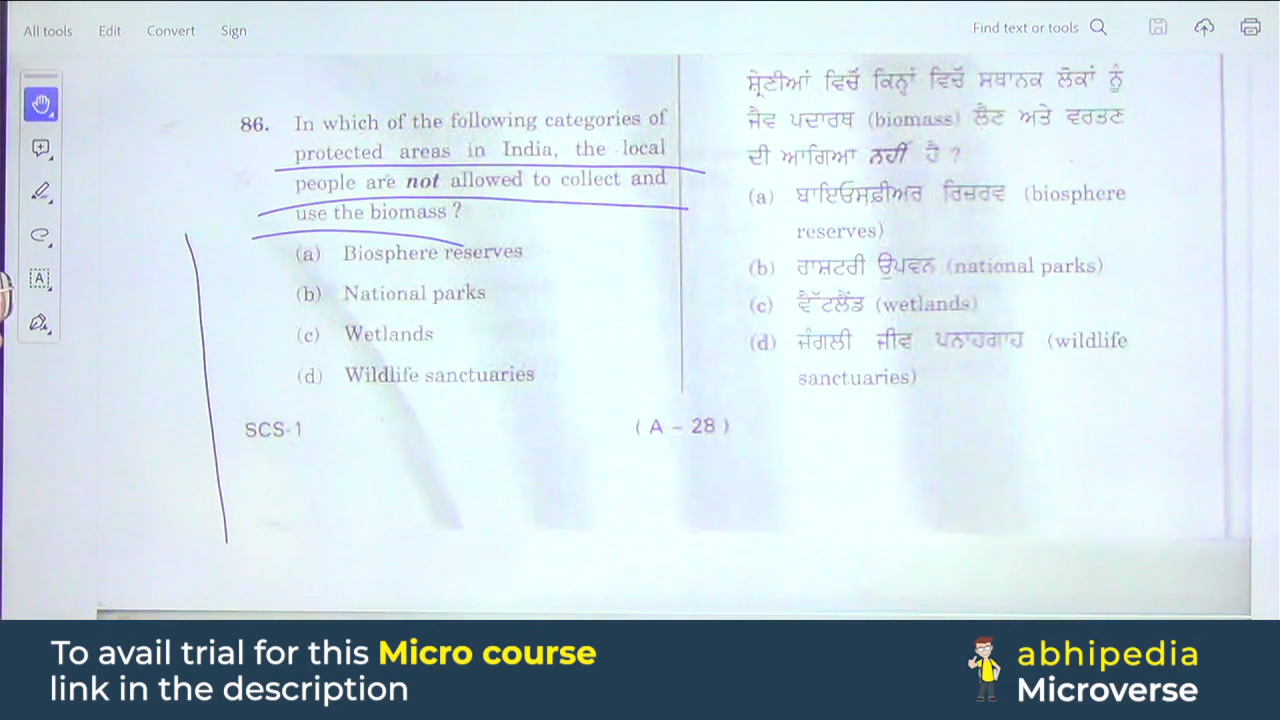 All tools Edit Convert Sign
Find text or tools
86. In which of the following categories of
protected areas in India, the local
people are not allowed to collect and
use the biomass ?
(a) Biosphere reserves
(b) National parks
(c) Wetlands
(d) Wildlife sanctuaries
SCS-1
( A – 28 )
ਸ਼੍ਰੇਣੀਆਂ ਵਿਚੋਂ ਕਿਨ੍ਹਾਂ ਵਿਚੋਂ ਸਥਾਨਕ ਲੋਕਾਂ ਨੂੰ
ਜੈਵ ਪਦਾਰਥ (biomass) ਲੈਣ ਅਤੇ ਵਰਤਣ
ਦੀ ਆਗਿਆ ਨਹੀਂ ਹੈ ?
(a) ਬਾਇਓਸਫ਼ੀਅਰ ਰਿਜ਼ਰਵ (biosphere
reserves)
(b) ਰਾਸ਼ਟਰੀ ਉਪਵਨ (national parks)
(c) ਵੈੱਟਲੈਂਡ (wetlands)
(d) ਜੰਗਲੀ ਜੀਵ ਪਨਾਹਗਾਹ (wildlife
sanctuaries)
To avail trial for this Micro course
link in the description
abhipedia
Microverse